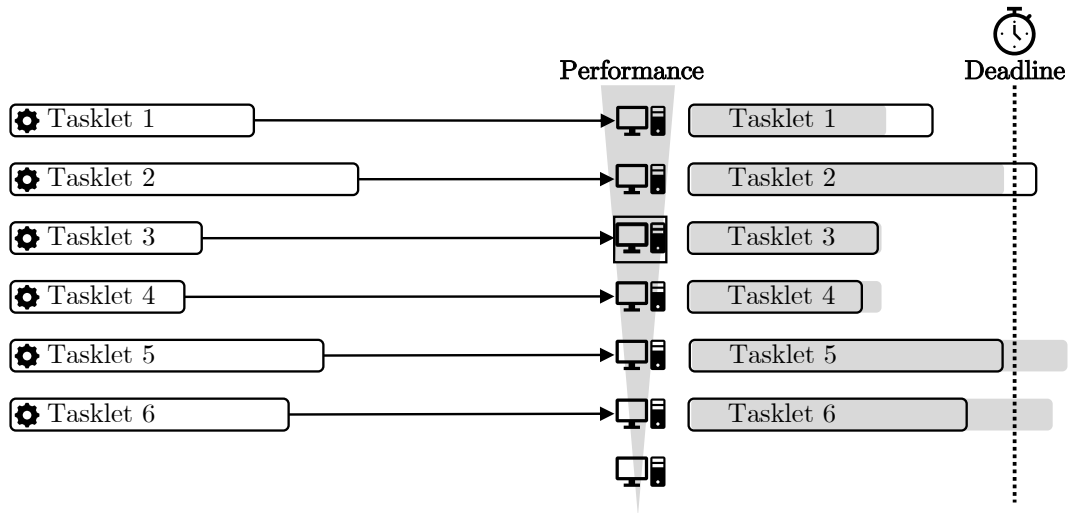 Performance
Deadline
Tasklet 1
Tasklet 1
Tasklet 2
Tasklet 2
Tasklet 3
Tasklet 3
Tasklet 4
Tasklet 4
Tasklet 5
Tasklet 5
Tasklet 6
Tasklet 6